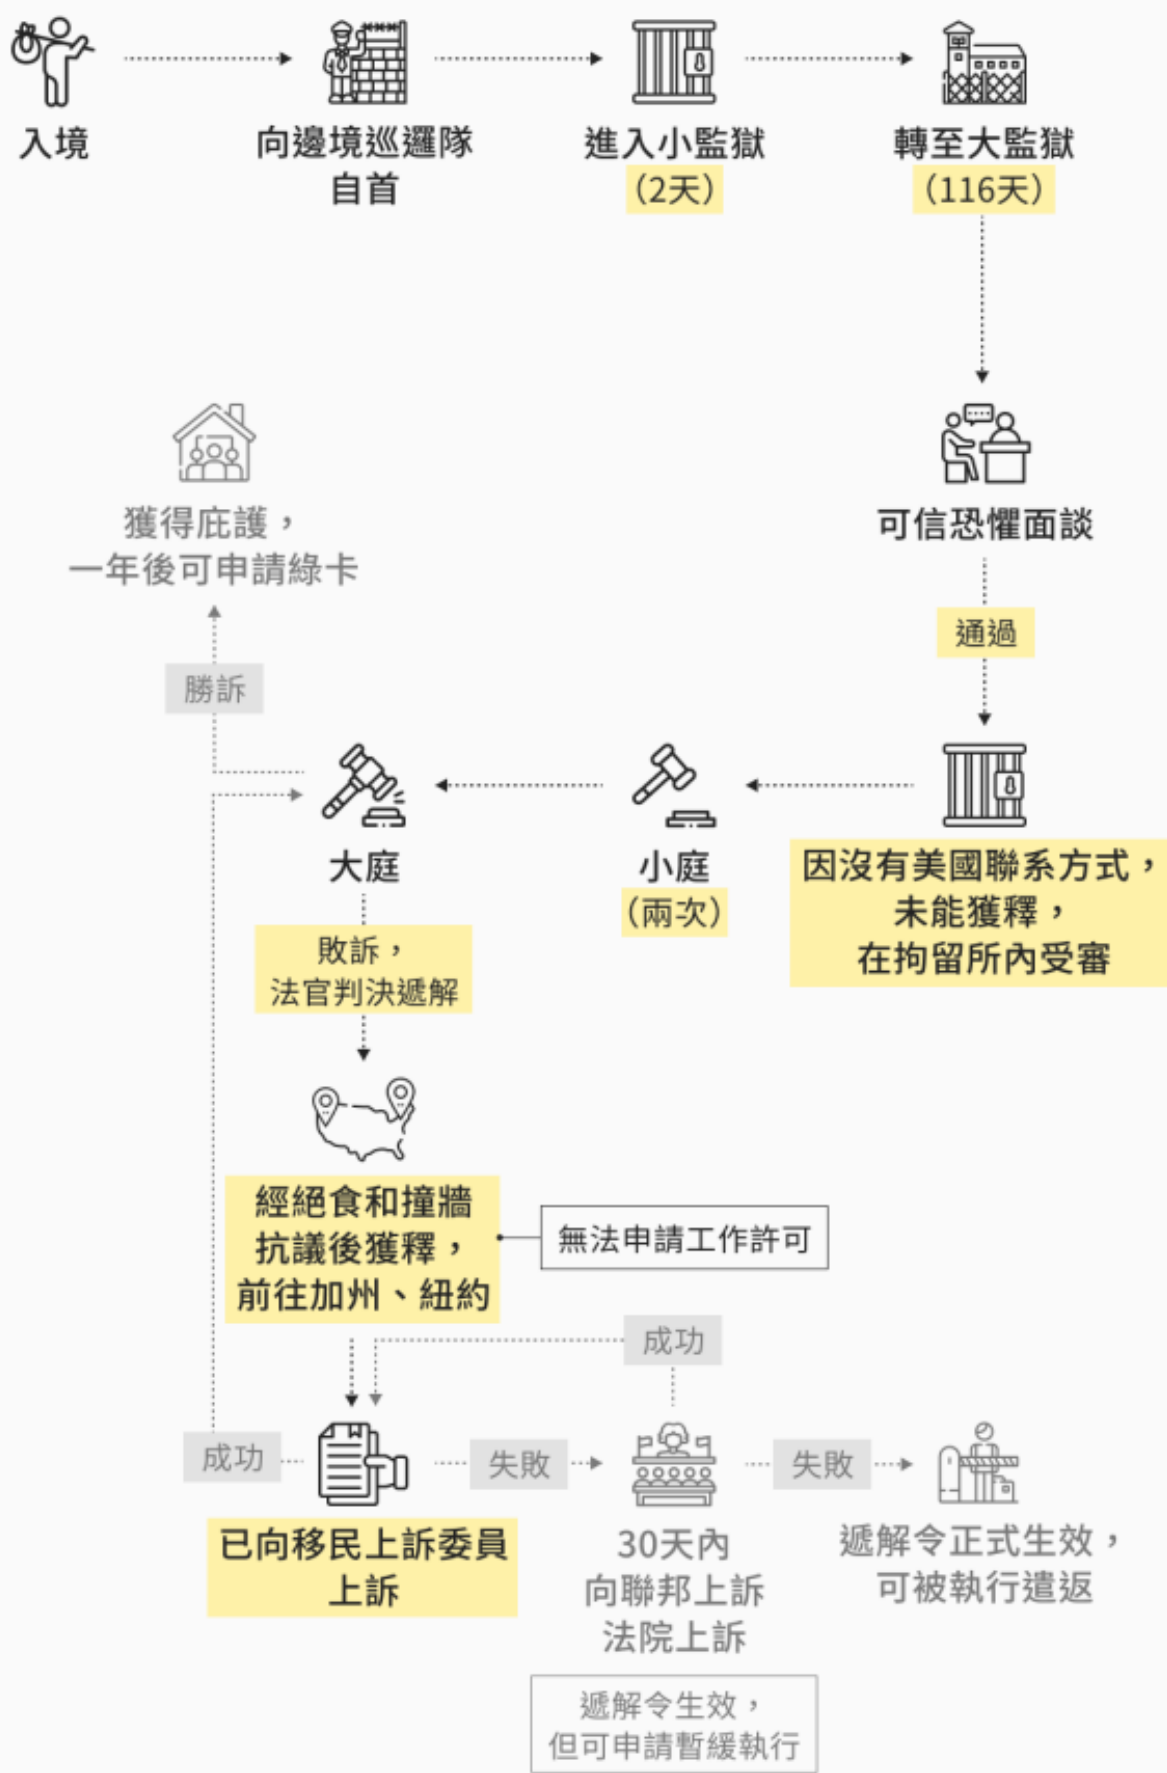 入境
向邊境巡邏隊
自首
進入小監獄
（2天）
轉至大監獄
（116天）
可信恐懼面談
通過
因沒有美國聯系方式，
未能獲釋，
在拘留所內受審
小庭
（兩次）
大庭
勝訴
獲得庇護，
一年後可申請綠卡
敗訴，
法官判決遞解
經絕食和撞牆
抗議後獲釋，
前往加州、紐約
無法申請工作許可
已向移民上訴委員
上訴
成功
失敗
30天內
向聯邦上訴
法院上訴
遞解令生效，
但可申請暫緩執行
成功
失敗
遞解令正式生效，
可被執行遣返